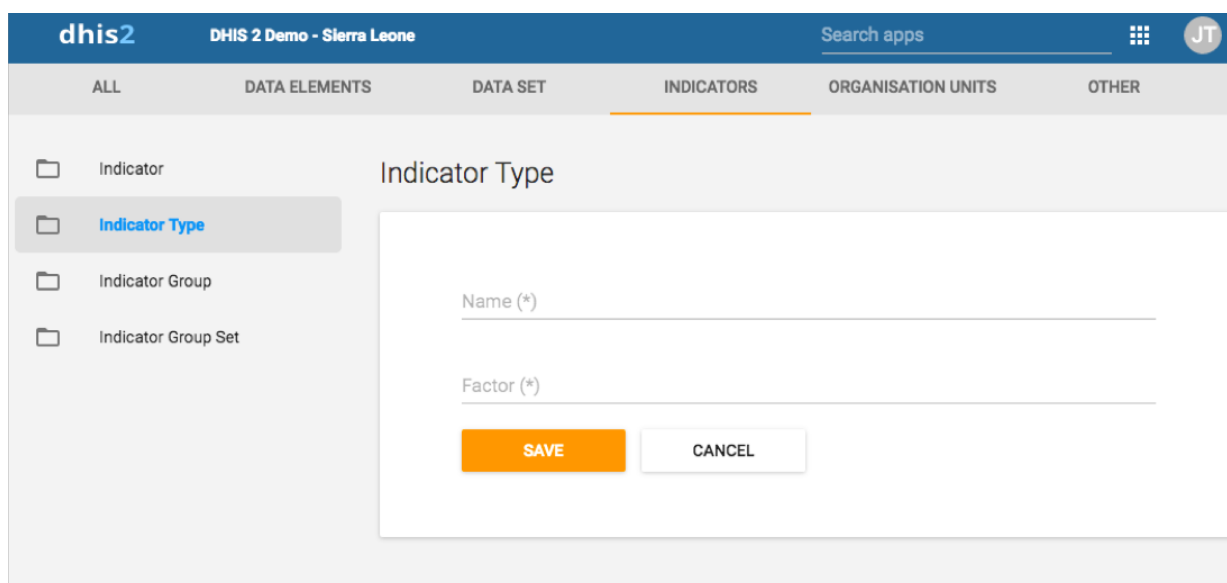 dhis2 DHIS 2 Demo - Sierra Leone Search apps JT
ALL DATA ELEMENTS DATA SET INDICATORS ORGANISATION UNITS OTHER
Indicator
Indicator Type
Indicator Group
Indicator Group Set
Indicator Type
Name (*)
Factor (*)
SAVE CANCEL